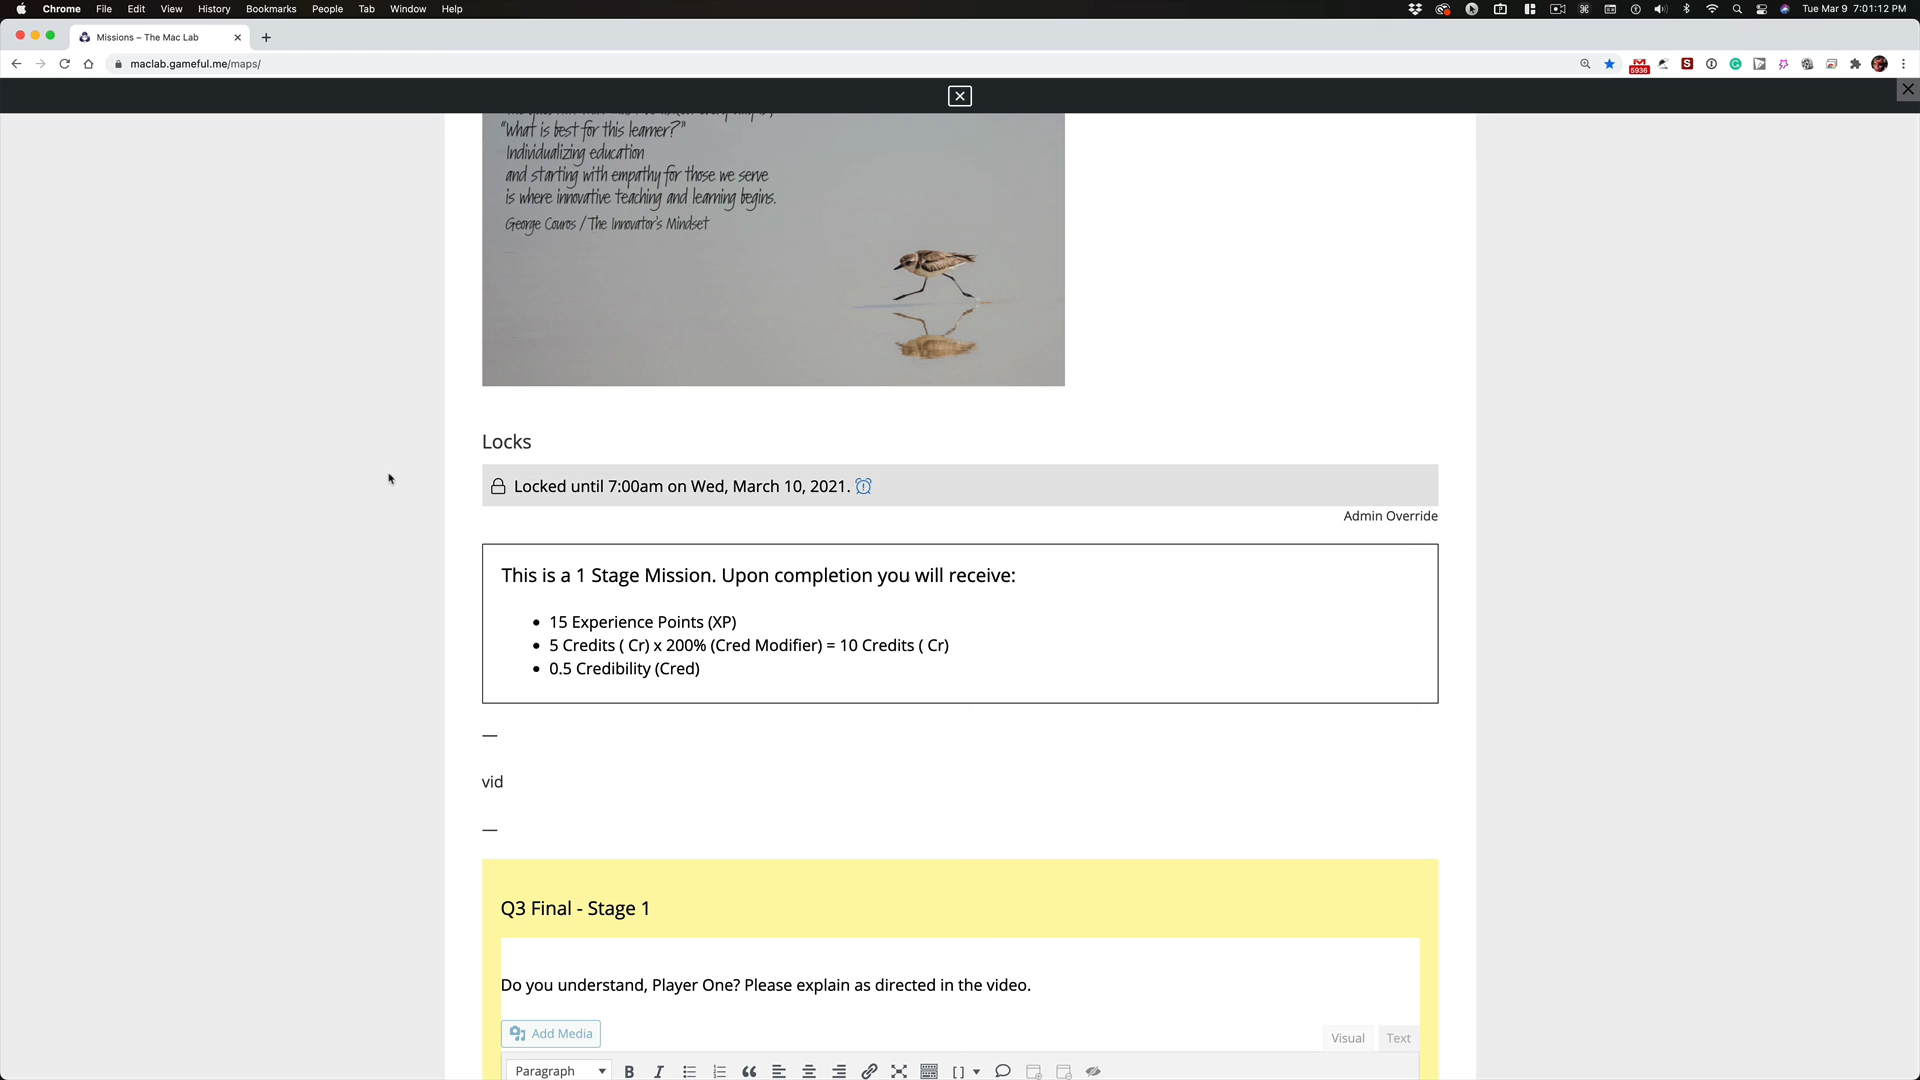 Chrome File Edit View History Bookmarks People Tab Window Help Tue Mar 9 7:01:12 PM
Missions – The Mac Lab
maclab.gameful.me/maps/
5936
"What is best for this learner?"
Individualizing education
and starting with empathy for those we serve
is where innovative teaching and learning begins.
George Couros / The Innovator's Mindset
Locks
Locked until 7:00am on Wed, March 10, 2021.
Admin Override
This is a 1 Stage Mission. Upon completion you will receive:
• 15 Experience Points (XP)
• 5 Credits ( Cr) x 200% (Cred Modifier) = 10 Credits ( Cr)
• 0.5 Credibility (Cred)
—
vid
—
Q3 Final - Stage 1
Do you understand, Player One? Please explain as directed in the video.
Add Media Visual Text
Paragraph B I